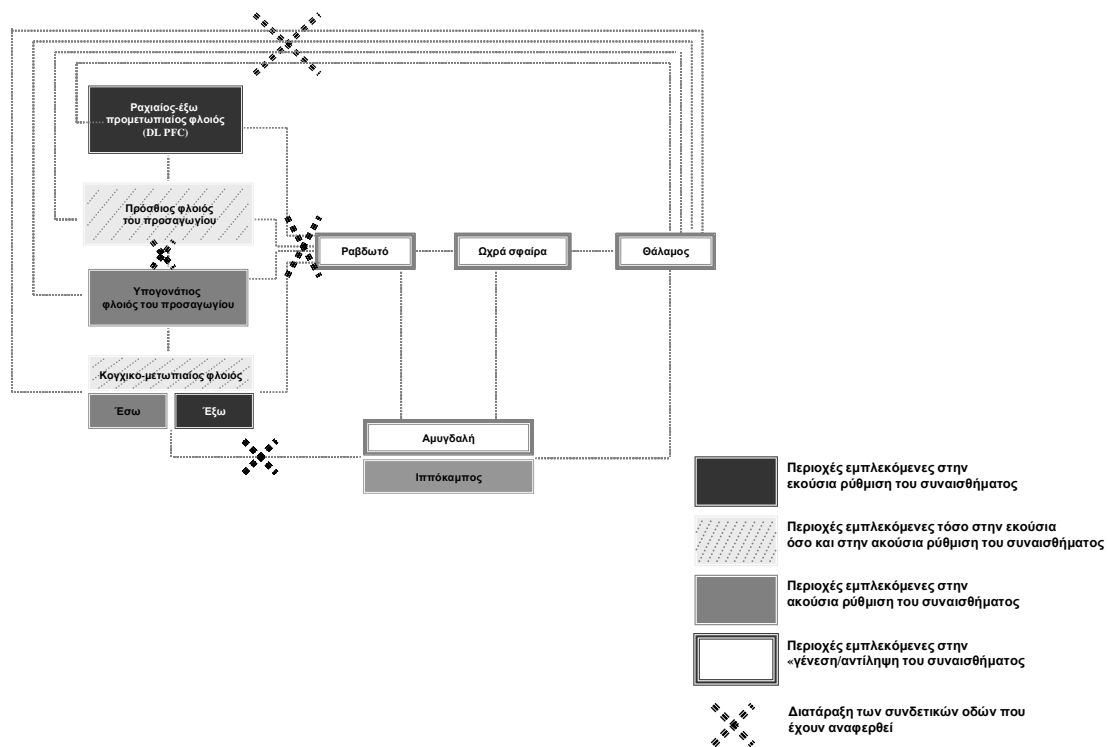 Ραχιαίος-έξω
προμετωπιαίος φλοιός
(DL PFC)
Πρόσθιος φλοιός
του προσαγωγίου
Υπογονάτιος
φλοιός του προσαγωγίου
Κογχικο-μετωπιαίος φλοιός
Έσω
Έξω
Ραβδωτό
Ωχρά σφαίρα
Θάλαμος
Αμυγδαλή
Ιππόκαμπος
Περιοχές εμπλεκόμενες στην
εκούσια ρύθμιση του συναισθήματος
Περιοχές εμπλεκόμενες τόσο στην εκούσια
όσο και στην ακούσια ρύθμιση του συναισθήματος
Περιοχές εμπλεκόμενες στην
ακούσια ρύθμιση του συναισθήματος
Περιοχές εμπλεκόμενες στην
«γένεση/αντίληψη του συναισθήματος
Διατάραξη των συνδετικών οδών που
έχουν αναφερθεί